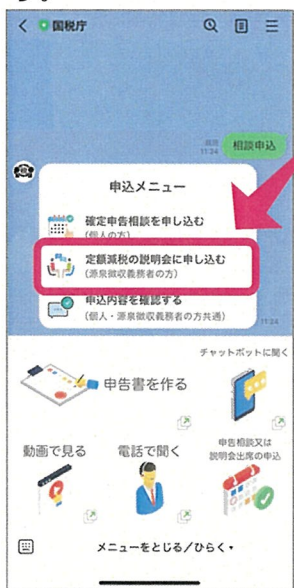 国税庁
相談申込
既読
11:24
申込メニュー
確定申告相談を申し込む
(個人の方)
定額減税の説明会に申し込む
(源泉徴収義務者の方)
申込内容を確認する
(個人・源泉徴収義務者の方共通)
11:24
チャットボットに聞く
申告書を作る
動画で見る
電話で聞く
申告相談又は
説明会出席の申込
メニューをとじる/ひらく▾